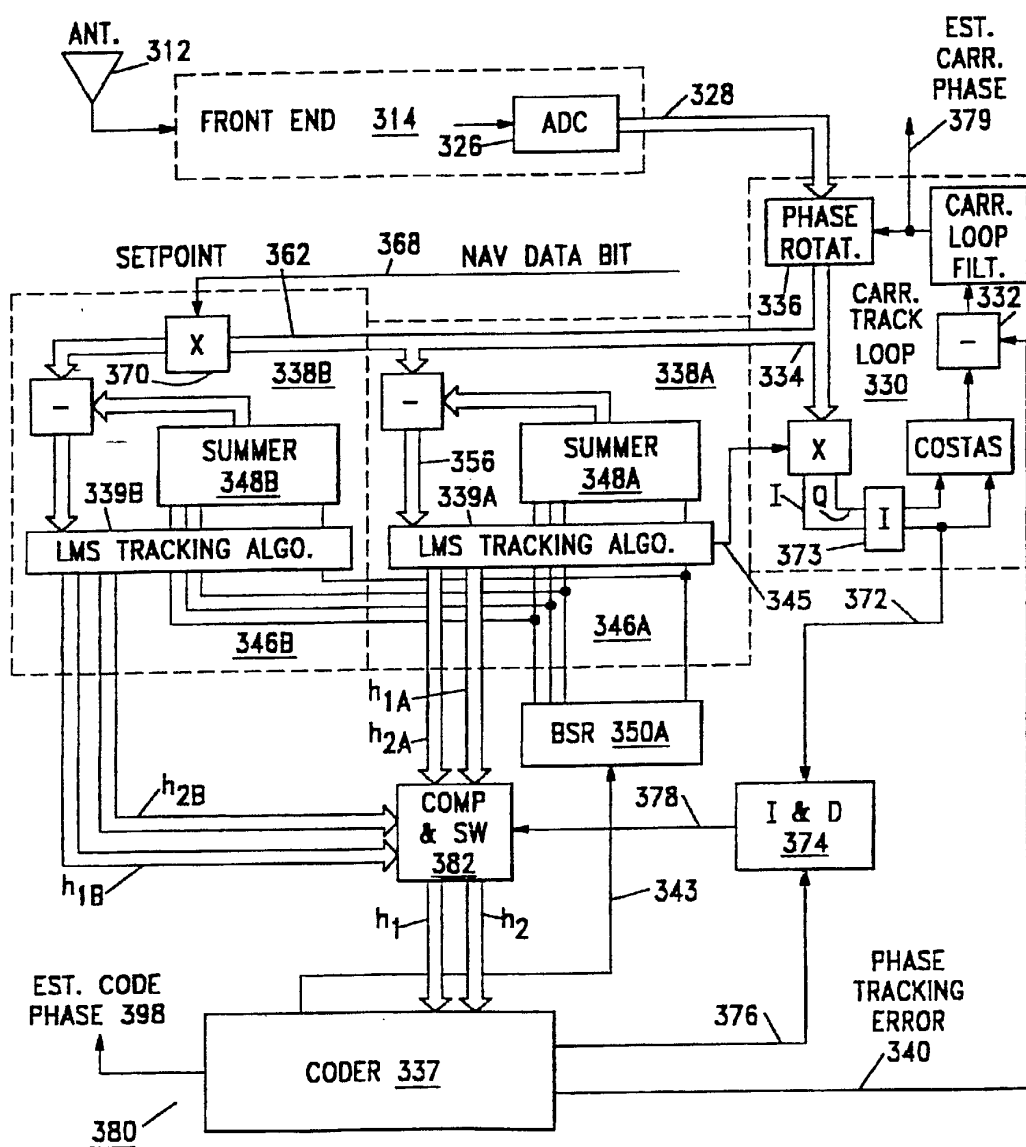 ANT.
312
EST.
CARR.
PHASE
379
FRONT END 314
326
ADC
328
PHASE
ROTAT.
CARR.
LOOP
FILT.
SETPOINT
362
368
NAV DATA BIT
336
CARR.
TRACK
LOOP
330
332
X
370
338B
338A
334
−
−
−
SUMMER
348B
356
SUMMER
348A
X
COSTAS
339B
339A
I
Q
I
373
LMS TRACKING ALGO.
LMS TRACKING ALGO.
345
372
346B
346A
h1A
h2A
BSR 350A
h2B
COMP
& SW
382
378
I & D
374
h1B
343
h1
h2
EST. CODE
PHASE 398
PHASE
TRACKING
ERROR
340
376
CODER 337
380